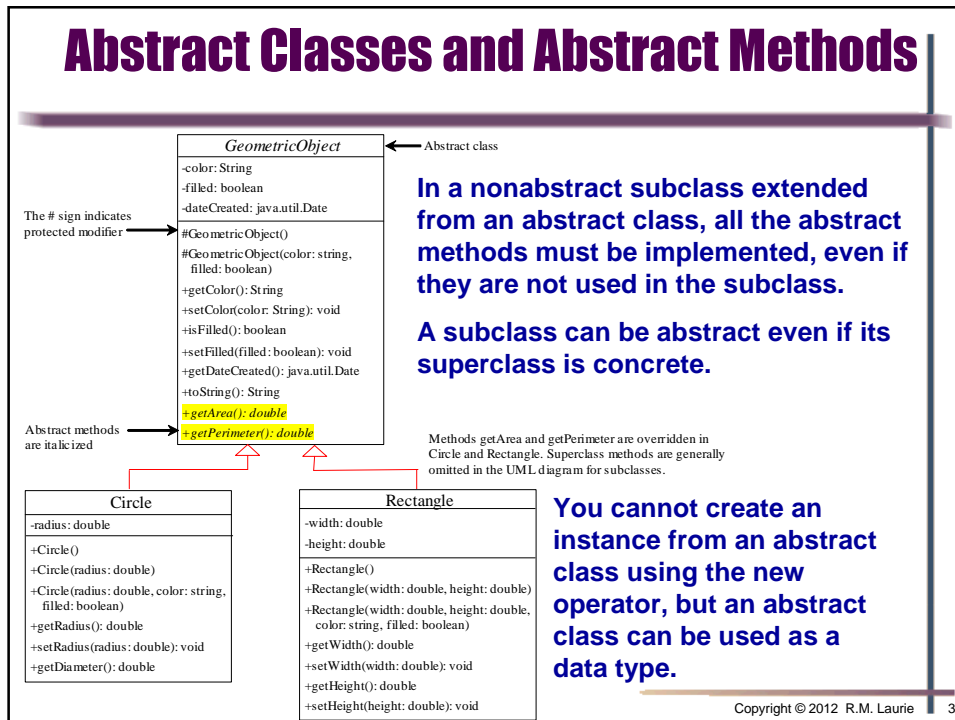 Abstract Classes and Abstract Methods
GeometricObject
Abstract class
-color: String
-filled: boolean
-dateCreated: java.util.Date
The # sign indicates
protected modifier
#GeometricObject()
#GeometricObject(color: string,
filled: boolean)
+getColor(): String
+setColor(color: String): void
+isFilled(): boolean
+setFilled(filled: boolean): void
+getDateCreated(): java.util.Date
+toString(): String
+getArea(): double
+getPerimeter(): double
Abstract methods
are italicized
In a nonabstract subclass extended
from an abstract class, all the abstract
methods must be implemented, even if
they are not used in the subclass.
A subclass can be abstract even if its
superclass is concrete.
Methods getArea and getPerimeter are overridden in
Circle and Rectangle. Superclass methods are generally
omitted in the UML diagram for subclasses.
Circle
-radius: double
+Circle()
+Circle(radius: double)
+Circle(radius: double, color: string,
filled: boolean)
+getRadius(): double
+setRadius(radius: double): void
+getDiameter(): double
Rectangle
-width: double
-height: double
+Rectangle()
+Rectangle(width: double, height: double)
+Rectangle(width: double, height: double,
color: string, filled: boolean)
+getWidth(): double
+setWidth(width: double): void
+getHeight(): double
+setHeight(height: double): void
You cannot create an
instance from an abstract
class using the new
operator, but an abstract
class can be used as a
data type.
Copyright © 2012 R.M. Laurie 3